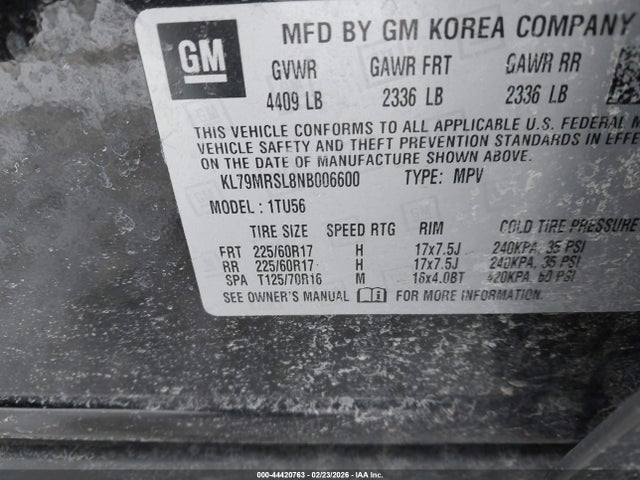 GM
MFD BY GM KOREA COMPANY
GVWR GAWR FRT GAWR RR
4409 LB 2336 LB 2336 LB
THIS VEHICLE CONFORMS TO ALL APPLICABLE U.S. FEDERAL M
VEHICLE SAFETY AND THEFT PREVENTION STANDARDS IN EFFE
ON THE DATE OF MANUFACTURE SHOWN ABOVE.
KL79MRSL8NB006600 TYPE: MPV
MODEL : 1TU56
TIRE SIZE SPEED RTG RIM COLD TIRE PRESSURE
FRT 225/60R17 H 17x7.5J 240KPA, 35 PSI
RR 225/60R17 H 17x7.5J 240KPA, 35 PSI
SPA T125/70R16 M 16x4.0BT 420KPA, 60 PSI
SEE OWNER'S MANUAL FOR MORE INFORMATION.
000-44420763 - 02/23/2026 - IAA Inc.